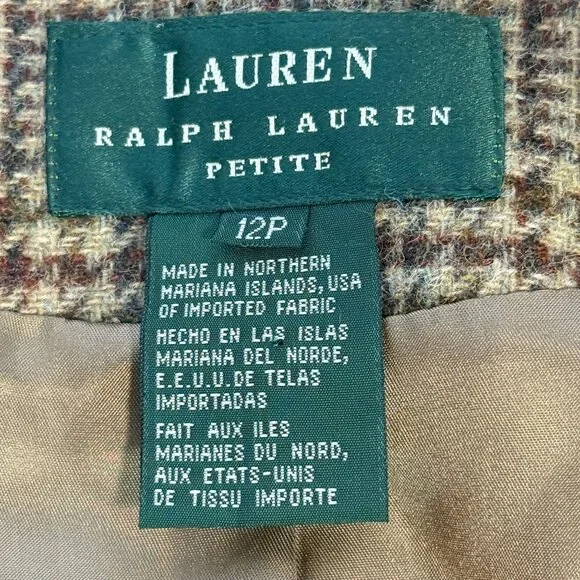 LAUREN
RALPH LAUREN
PETITE
12P
MADE IN NORTHERN
MARIANA ISLANDS, USA
OF IMPORTED FABRIC
HECHO EN LAS ISLAS
MARIANA DEL NORDE,
E.E.U.U.DE TELAS
IMPORTADAS
FAIT AUX ILES
MARIANES DU NORD,
AUX ETATS-UNIS
DE TISSU IMPORTE